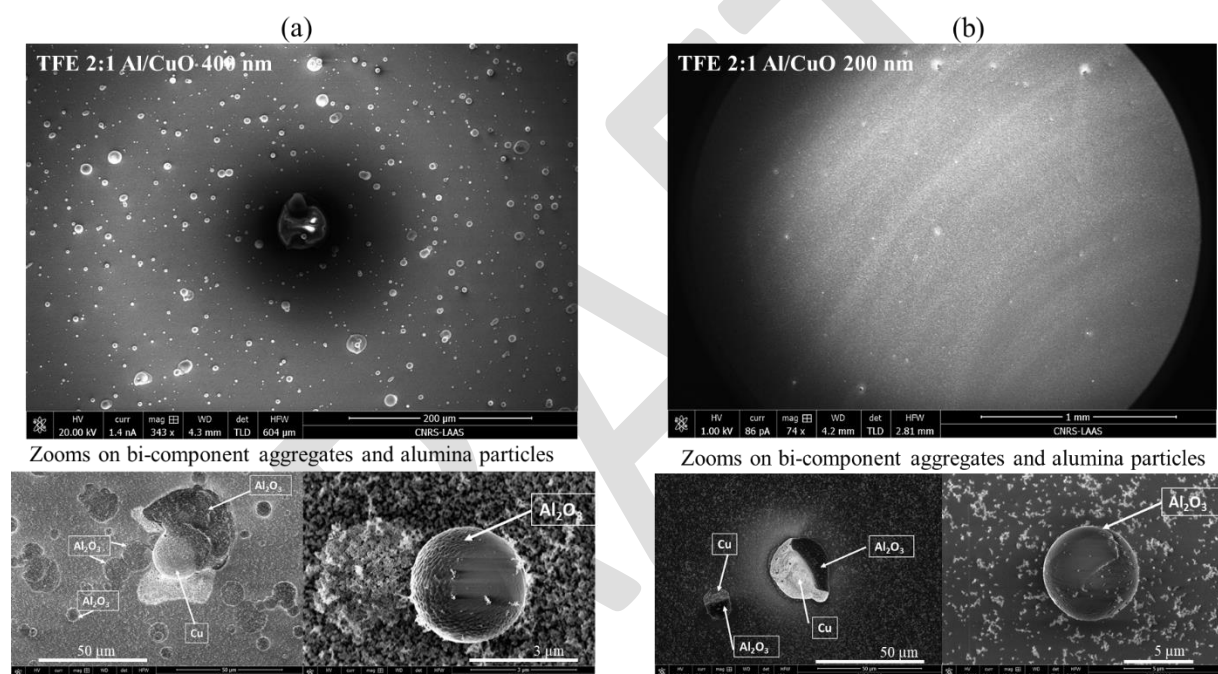 (a)
(b)
TFE 2:1 Al/CuO 400 nm
TFE 2:1 Al/CuO 200 nm
HV curr mag WD det HFW 200 µm
20.00 kV 1.4 nA 343 x 4.3 mm TLD 604 µm CNRS-LAAS
HV curr mag WD det HFW 1 mm
1.00 kV 86 pA 74 x 4.2 mm TLD 2.81 mm CNRS-LAAS
Zooms on bi-component aggregates and alumina particles
Zooms on bi-component aggregates and alumina particles
Al₂O₃
Al₂O₃
Al₂O₃
Cu
50 µm
Al₂O₃
3 µm
Cu
Al₂O₃
Cu
Al₂O₃
50 µm
Al₂O₃
5 µm